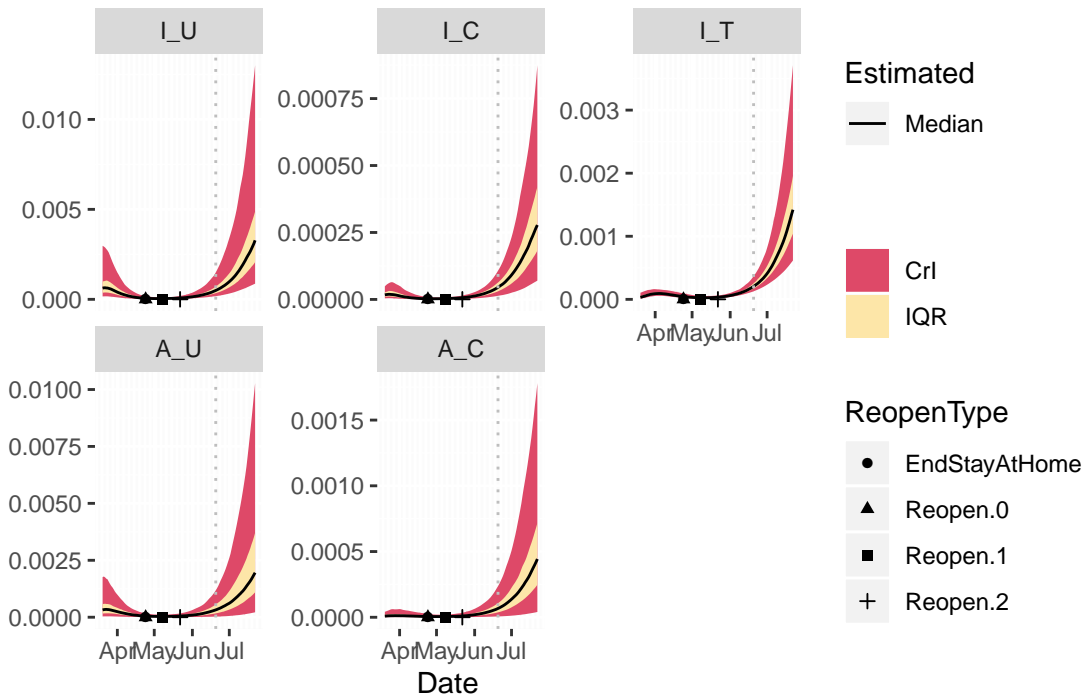 I_U
I_C
I_T
0.010
0.005
0.000
0.00075
0.00050
0.00025
0.00000
0.003
0.002
0.001
0.000
Apr May Jun Jul
A_U
A_C
0.0100
0.0075
0.0050
0.0025
0.0000
0.0015
0.0010
0.0005
0.0000
Apr May Jun Jul
Apr May Jun Jul
Date
Estimated
Median
CrI
IQR
ReopenType
EndStayAtHome
Reopen.0
Reopen.1
Reopen.2